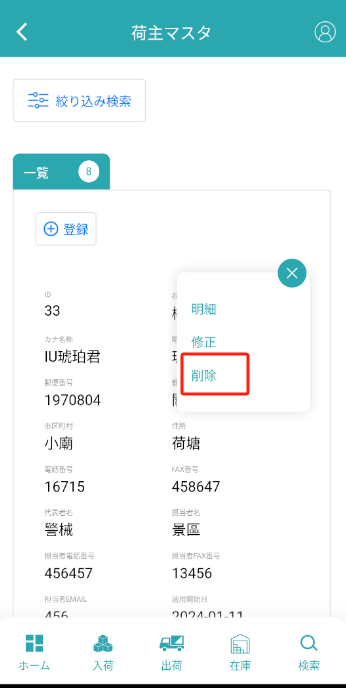 荷主マスタ
絞り込み検索
一覧 8
登録
ID
33
明細
修正
削除
カナ名称
IU琥珀君
郵便番号
1970804
市区町村 住所
小廟 荷塘
電話番号 FAX番号
16715 458647
代表者名 担当者名
警械 景區
担当者電話番号 担当者FAX番号
456457 13456
担当者EMAIL 適用開始日
456 2024-01-11
ホーム 入荷 出荷 在庫 検索